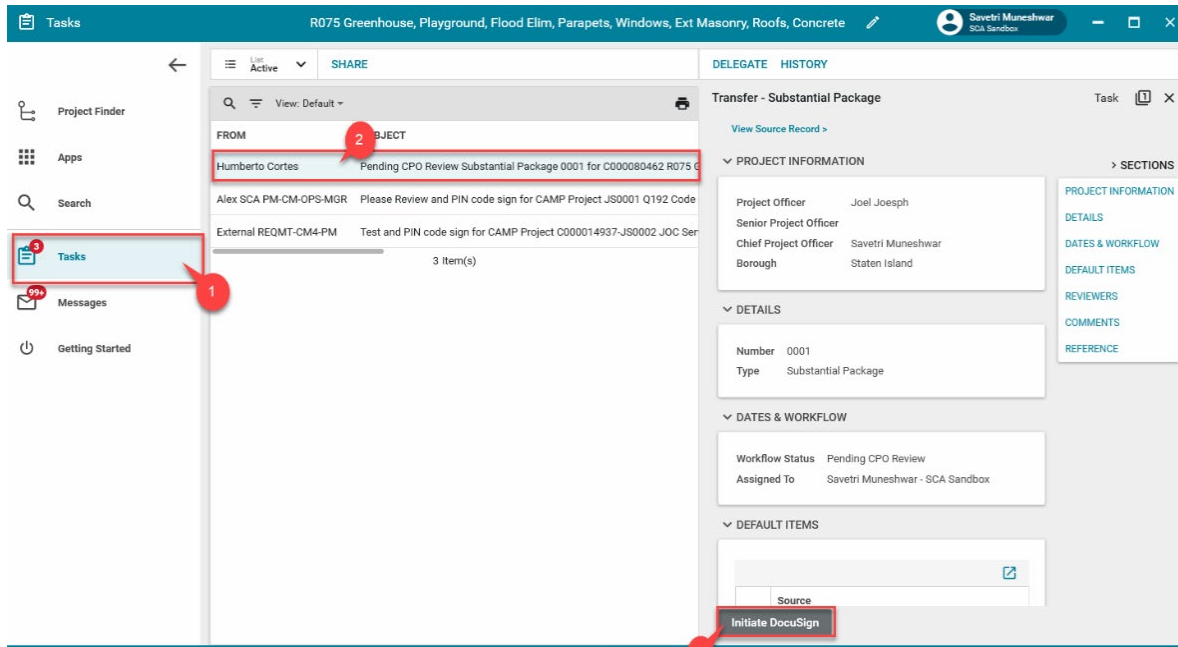 Tasks
R075 Greenhouse, Playground, Flood Elim, Parapets, Windows, Ext Masonry, Roofs, Concrete
Savetri Muneshwar
SCA Sandbox
Project Finder
Apps
Search
3
Tasks
1
99+
Messages
Getting Started
List
Active
SHARE
View: Default
FROM
2
Humberto Cortes Pending CPO Review Substantial Package 0001 for C000080462 R075 G
Alex SCA PM-CM-OPS-MGR Please Review and PIN code sign for CAMP Project JS0001 Q192 Code
External REQMT-CM4-PM Test and PIN code sign for CAMP Project C000014937-JS0002 JOC Ser
3 Item(s)
DELEGATE HISTORY
Transfer - Substantial Package
Task 1
View Source Record >
PROJECT INFORMATION
Project Officer Joel Joesph
Senior Project Officer
Chief Project Officer Savetri Muneshwar
Borough Staten Island
DETAILS
Number 0001
Type Substantial Package
DATES & WORKFLOW
Workflow Status Pending CPO Review
Assigned To Savetri Muneshwar - SCA Sandbox
DEFAULT ITEMS
Source
Initiate DocuSign
> SECTIONS
PROJECT INFORMATION
DETAILS
DATES & WORKFLOW
DEFAULT ITEMS
REVIEWERS
COMMENTS
REFERENCE